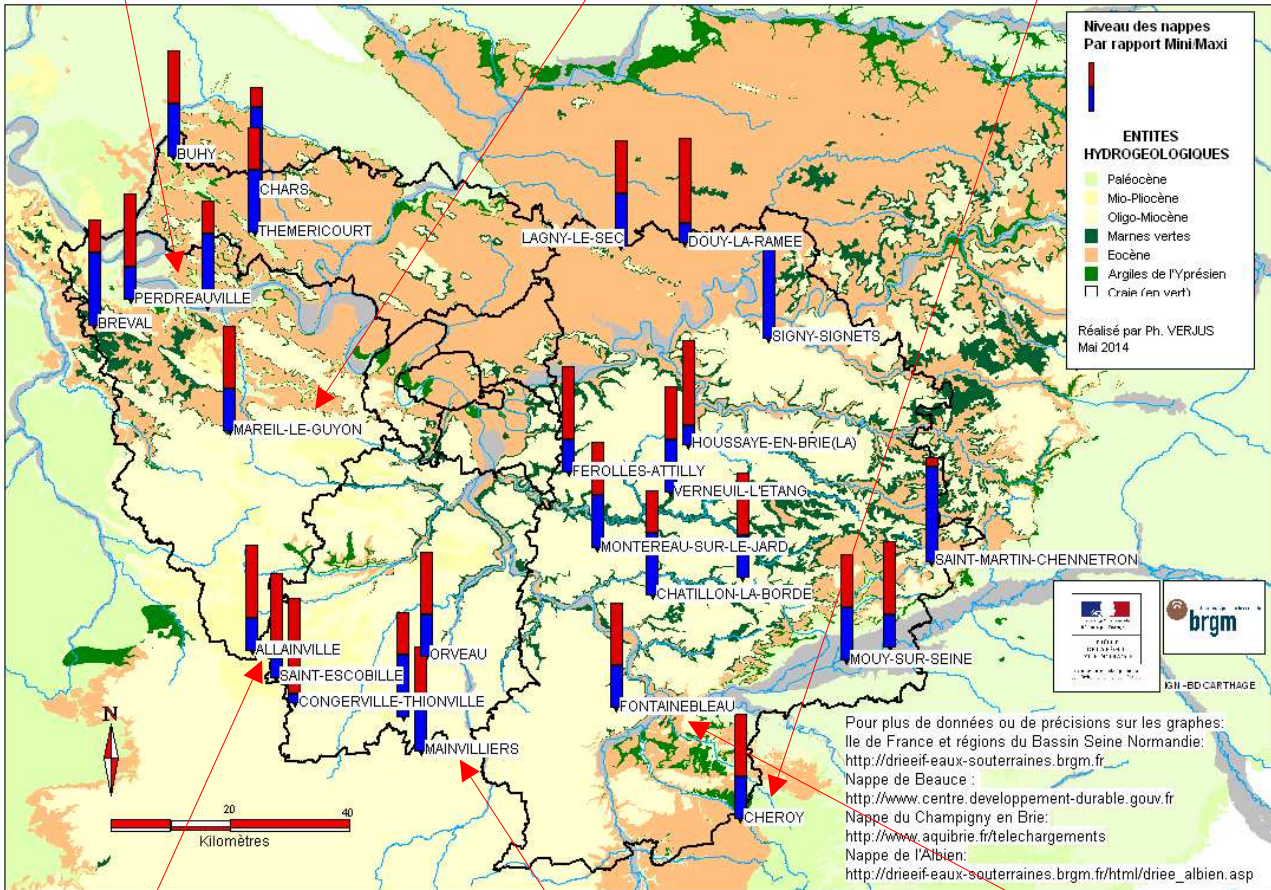 Niveau des nappes
Par rapport Mini/Maxi
ENTITES
HYDROGEOLOGIQUES
Paléocène
Mio-Pliocène
Oligo-Miocène
Marnes vertes
Eocène
Argiles de l'Yprésien
Craie (en vert)
Réalisé par Ph. VERJUS
Mai 2014
BUHY
CHARS
THEMERICOURT
LAGNY-LE-SEC
DOUY-LA-RAMEE
PERDREAUVILLE
BREVAL
SIGNY-SIGNETS
MAREIL-LE-GUYON
HOUSSAYE-EN-BRIE(LA)
FEROLLES-ATTILLY
VERNEUIL-L'ETANG
MONTEREAU-SUR-LE-JARD
SAINT-MARTIN-CHENNETRON
CHATILLON-LA-BORDE
ALLAINVILLE
ORVEAU
MOUY-SUR-SEINE
SAINT-ESCOBILLE
CONGERVILLE-THIONVILLE
FONTAINEBLEAU
MAINVILLIERS
CHEROY
brgm
IGN-BDCARTHAGE
N
20
40
Kilomètres
Pour plus de données ou de précisions sur les graphes:
Ile de France et régions du Bassin Seine Normandie:
http://drieeif-eaux-souterraines.brgm.fr
Nappe de Beauce :
http://www.centre.developpement-durable.gouv.fr
Nappe du Champigny en Brie:
http://www.aquibrie.fr/telechargements
Nappe de l'Albien:
http://drieeif-eaux-souterraines.brgm.fr/html/driee_albien.asp